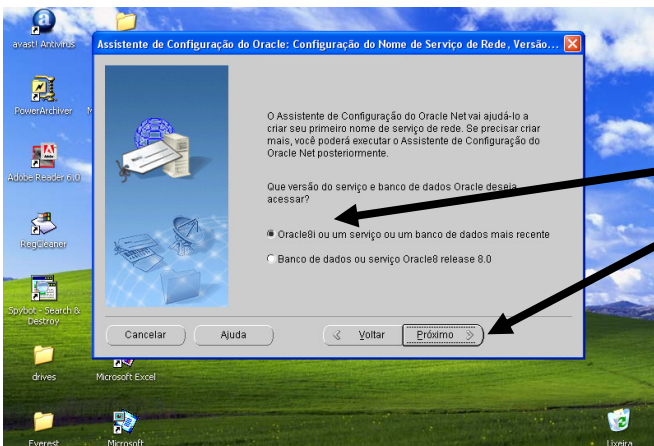 avast! Antivirus
Assistente de Configuração do Oracle: Configuração do Nome de Serviço de Rede, Versão...
PowerArchiver
M
O Assistente de Configuração do Oracle Net vai ajudá-lo a
criar seu primeiro nome de serviço de rede. Se precisar criar
mais, você poderá executar o Assistente de Configuração do
Oracle Net posteriormente.
Adobe Reader 6.0
Que versão do serviço e banco de dados Oracle deseja
acessar?
RegCleaner
Oracle8i ou um serviço ou um banco de dados mais recente
Banco de dados ou serviço Oracle8 release 8.0
Spybot - Search &
Destroy
Cancelar
Ajuda
Voltar
Próximo
drives
Microsoft Excel
Everest
Microsoft
Lixeira